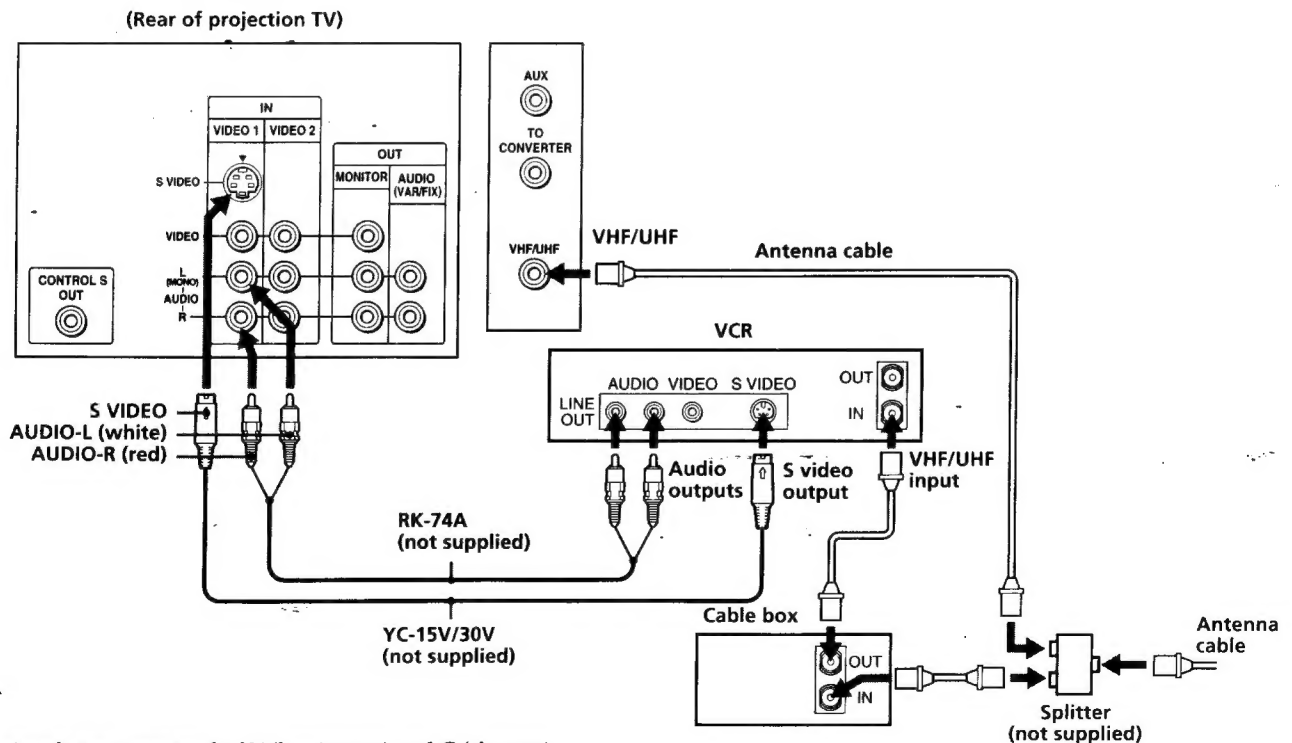 (Rear of projection TV)
AUX
TO
CONVERTER
VHF/UHF
IN
VIDEO 1 VIDEO 2
S VIDEO
VIDEO
L
(MONO)
AUDIO
R
OUT
MONITOR AUDIO
(VAR/FIX)
CONTROL S
OUT
VHF/UHF
Antenna cable
VCR
AUDIO VIDEO S VIDEO
LINE
OUT
OUT
IN
S VIDEO
AUDIO-L (white)
AUDIO-R (red)
Audio
outputs
S video
output
VHF/UHF
input
RK-74A
(not supplied)
YC-15V/30V
(not supplied)
Cable box
OUT
IN
Antenna
cable
Splitter
(not supplied)